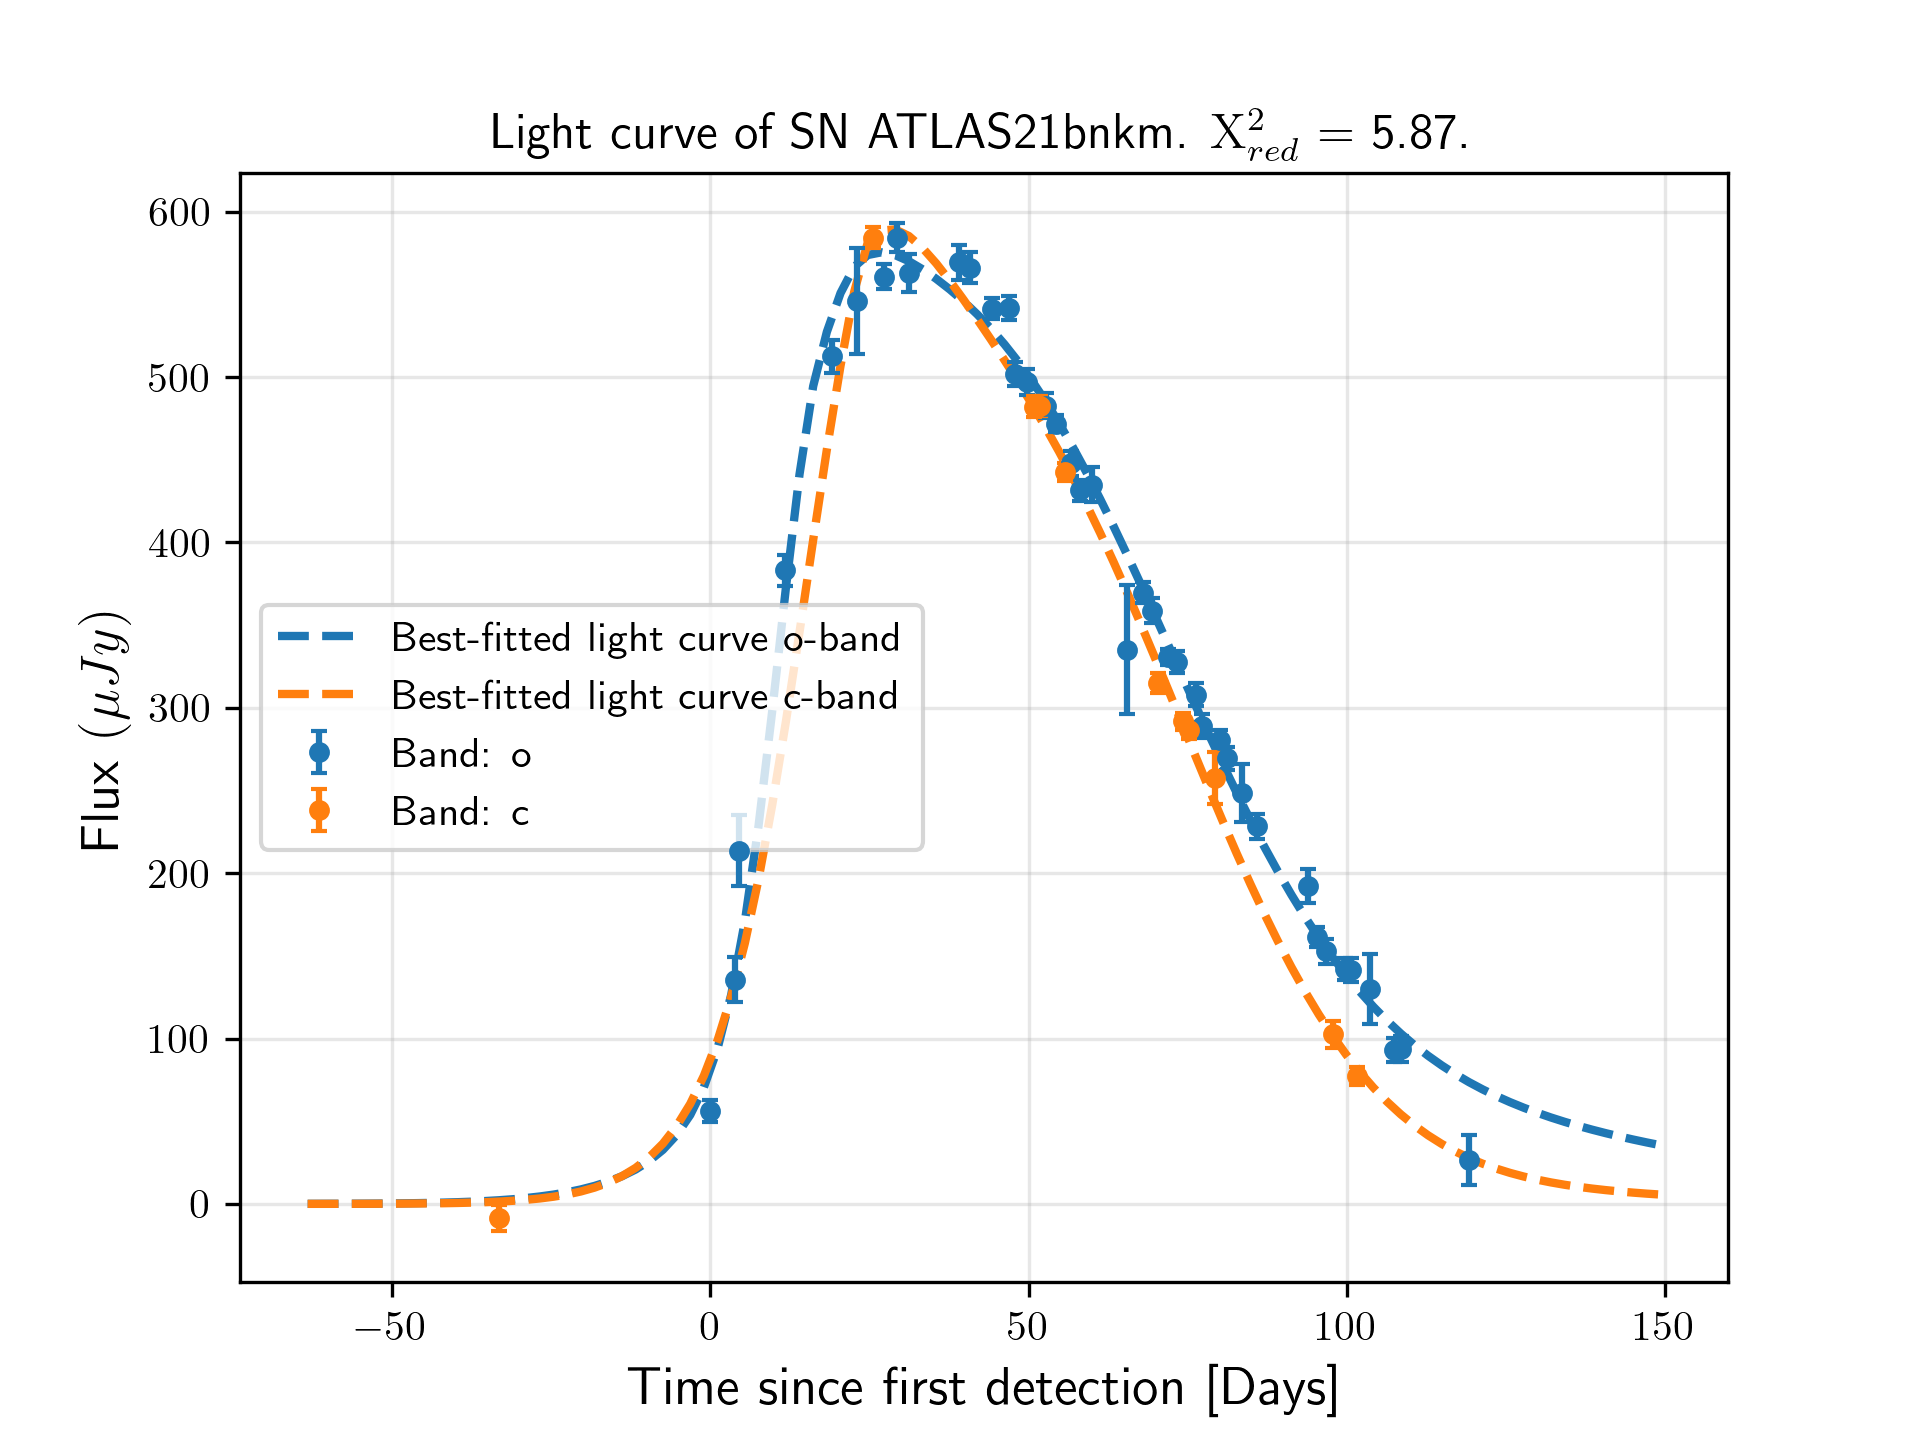 Light curve of SN ATLAS21bnkm. X²_red = 5.87.
600
500
400
300
200
100
0
Flux (μJy)
Best-fitted light curve o-band
Best-fitted light curve c-band
Band: o
Band: c
−50 0 50 100 150
Time since first detection [Days]